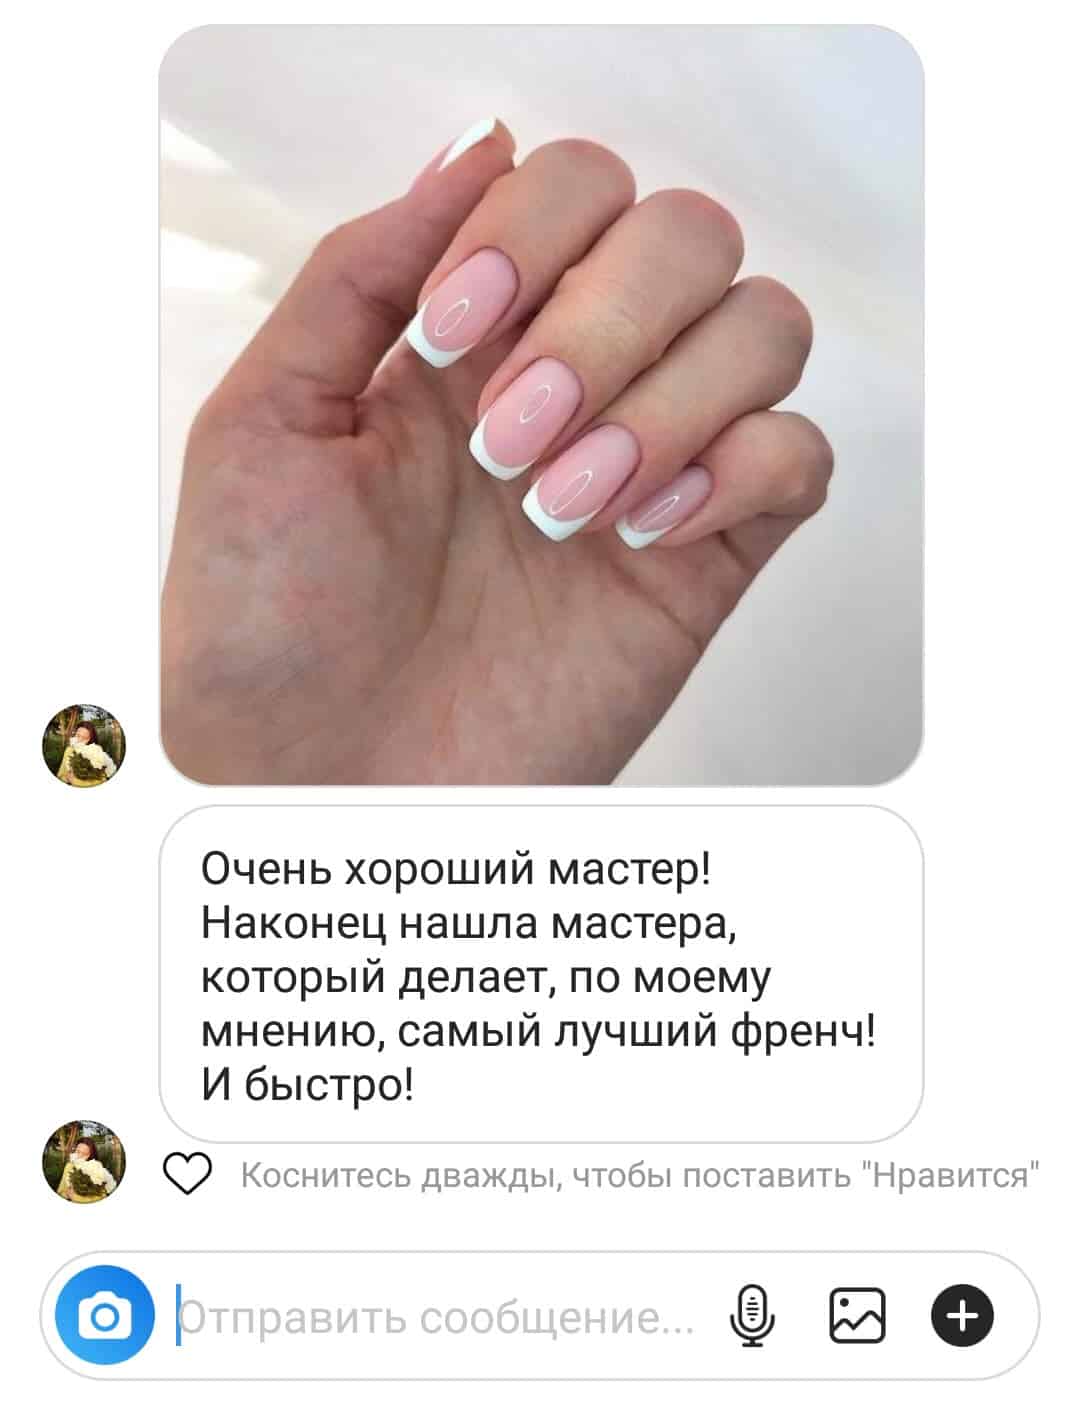 Очень хороший мастер!
Наконец нашла мастера,
который делает, по моему
мнению, самый лучший френч!
И быстро!
Коснитесь дважды, чтобы поставить "Нравится"
Отправить сообщение...